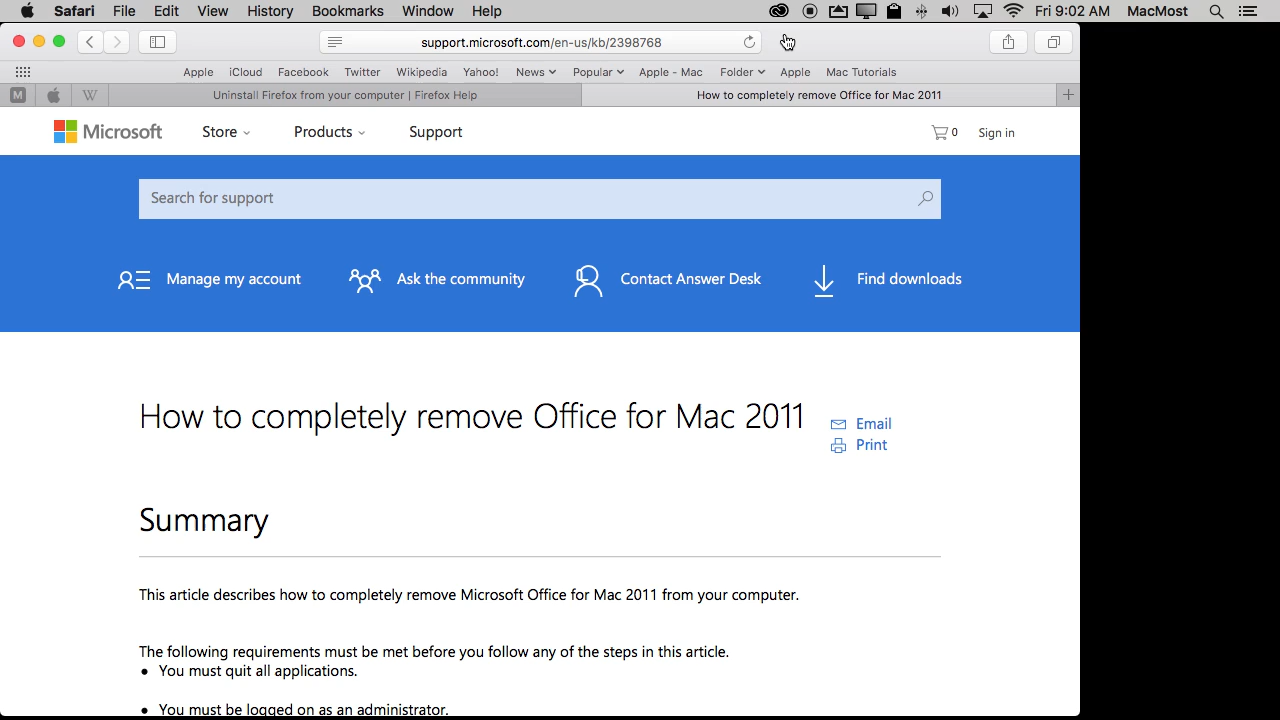 Safari File Edit View History Bookmarks Window Help Fri 9:02 AM MacMost
support.microsoft.com/en-us/kb/2398768
Apple iCloud Facebook Twitter Wikipedia Yahoo! News Popular Apple - Mac Folder Apple Mac Tutorials
M W Uninstall Firefox from your computer | Firefox Help How to completely remove Office for Mac 2011
Microsoft Store Products Support 0 Sign in
Search for support
Manage my account Ask the community Contact Answer Desk Find downloads
How to completely remove Office for Mac 2011
Email
Print
Summary
This article describes how to completely remove Microsoft Office for Mac 2011 from your computer.
The following requirements must be met before you follow any of the steps in this article.
• You must quit all applications.
• You must be logged on as an administrator.